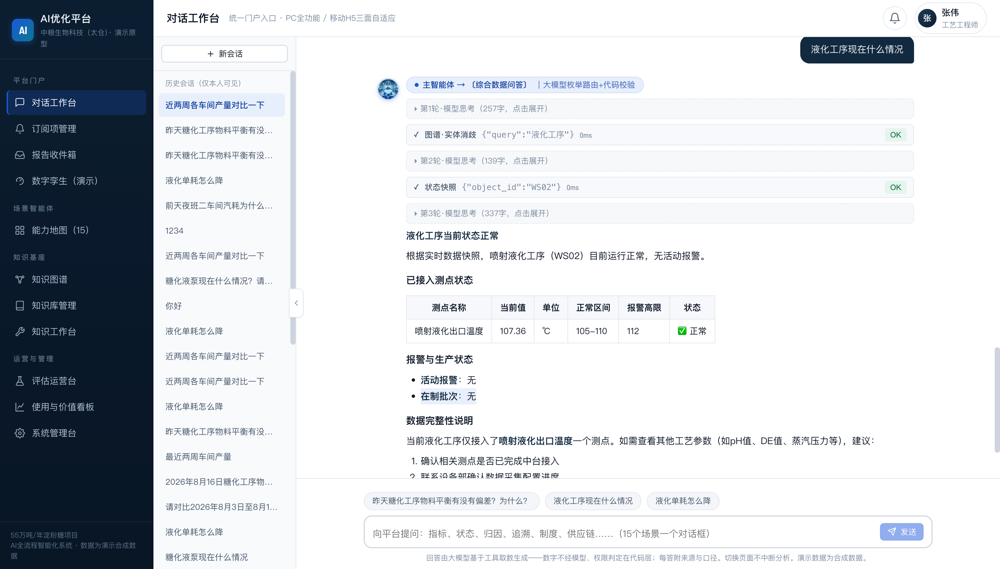 AI
AI优化平台
中粮生物科技（太仓）· 演示原
型
平台门户
对话工作台
订阅项管理
报告收件箱
数字孪生（演示）
场景智能体
能力地图（15）
知识基座
知识图谱
知识库管理
知识工作台
运营与管理
评估运营台
使用与价值看板
系统管理台
55万吨/年淀粉糖项目
AI全流程智能化系统 · 数据为演示合成数
据
对话工作台 统一门户入口 · PC全功能 / 移动H5三面自适应
张
张伟
工艺工程师
+ 新会话
历史会话（仅本人可见）
近两周各车间产量对比一下
昨天糖化工序物料平衡有没...
昨天糖化工序物料平衡有没...
液化单耗怎么降
前天夜班二车间汽耗为什么...
1234
近两周各车间产量对比一下
糖化液泵现在什么情况？请...
你好
液化单耗怎么降
近两周各车间产量对比一下
近两周各车间产量对比一下
液化单耗怎么降
昨天糖化工序物料平衡有没...
最近两周车间产量
2026年8月16日糖化工序物...
请对比2026年8月3日至8月1...
液化单耗怎么降
糖化液泵现在什么情况
液化工序现在什么情况
主智能体 → 〔综合数据问答〕 ｜大模型枚举路由+代码校验
第1轮·模型思考（257字，点击展开）
✓ 图谱·实体消歧 {"query":"液化工序"} 0ms OK
第2轮·模型思考（139字，点击展开）
✓ 状态快照 {"object_id":"WS02"} 0ms OK
第3轮·模型思考（337字，点击展开）
液化工序当前状态正常
根据实时数据快照，喷射液化工序（WS02）目前运行正常，无活动报警。
已接入测点状态
测点名称 当前值 单位 正常区间 报警高限 状态
喷射液化出口温度 107.36 ℃ 105–110 112 ✅ 正常
报警与生产状态
• 活动报警：无
• 在制批次：无
数据完整性说明
当前液化工序仅接入了喷射液化出口温度一个测点。如需查看其他工艺参数（如pH值、DE值、蒸汽压力等），建议：
1. 确认相关测点是否已完成中台接入
2. 联系设备部确认数据采集配置进度
昨天糖化工序物料平衡有没有偏差？为什么？
液化工序现在什么情况
液化单耗怎么降
向平台提问：指标、状态、归因、追溯、制度、供应链……（15个场景一个对话框）
发送
回答由大模型基于工具取数生成——数字不经模型、权限判定在代码层；每答附来源与口径。切换页面不中断分析。演示数据为合成数据。